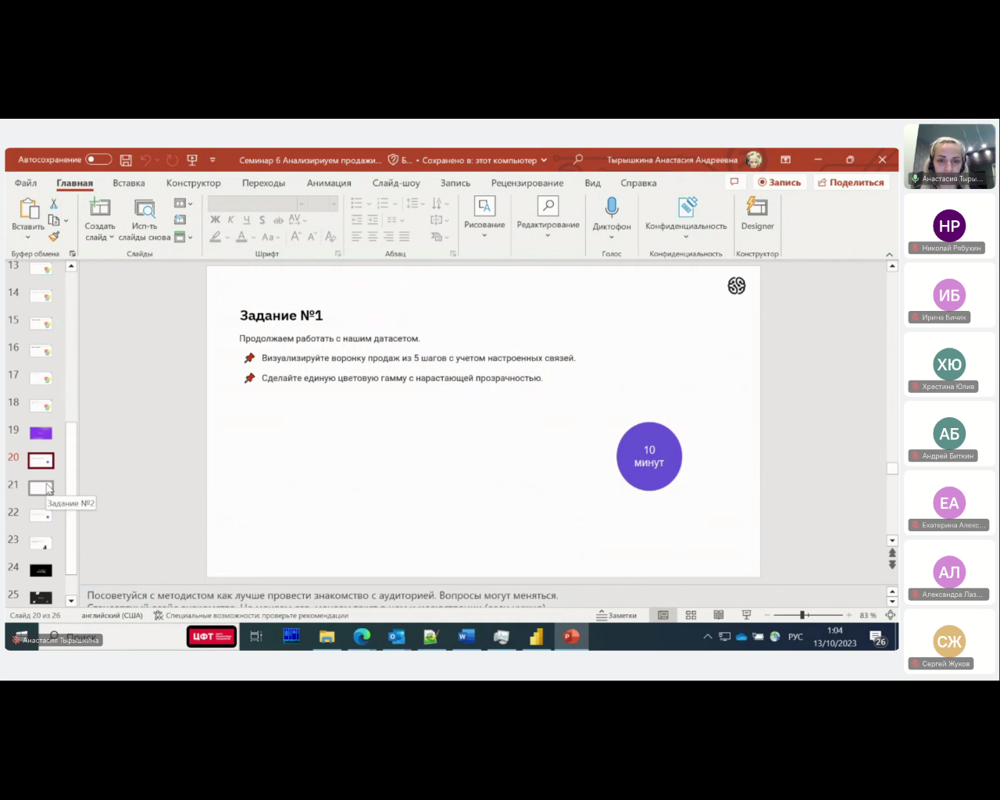 Автосохранение
Семинар 6 Анализируем продажи... Б... • Сохранено в: этот компьютер
Тырышкина Анастасия Андреевна
Файл Главная Вставка Конструктор Переходы Анимация Слайд-шоу Запись Рецензирование Вид Справка
Запись Поделиться
Вставить
Создать слайд
Исп-ть слайды снова
Ж К Ч S ab AV
Aa A A
Рисование
Редактирование
Диктофон
Конфиденциальность
Designer
Буфер обмена Слайды Шрифт Абзац Голос Конфиденциальность Конструктор
13
14
15
16
17
18
19
20
21
Задание №2
22
23
24
25
Задание №1
Продолжаем работать с нашим датасетом.
Визуализируйте воронку продаж из 5 шагов с учетом настроенных связей.
Сделайте единую цветовую гамму с нарастающей прозрачностью.
10
минут
Посоветуйся с методистом как лучше провести знакомство с аудиторией. Вопросы могут меняться.
Слайд 20 из 26 английский (США) Специальные возможности: проверьте рекомендации Заметки 83 %
Анастасия Тырышкина
ЦФТ
РУС
1:04
13/10/2023
26
Анастасия Тыры...
НР
Николай Рябухин
ИБ
Ирина Бичик
ХЮ
Хрестина Юлия
АБ
Андрей Биткин
ЕА
Екатерина Алекс...
АЛ
Александра Лаз...
СЖ
Сергей Жуков